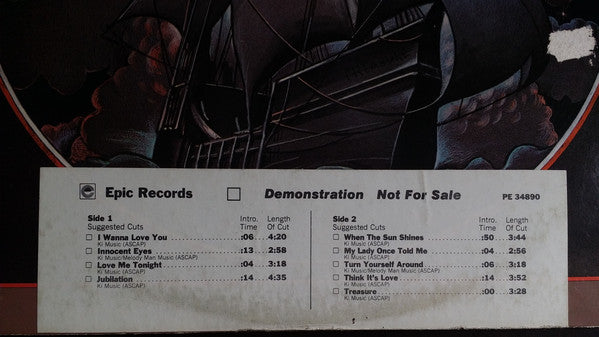 e Epic Records Demonstration Not For Sale PE 34890
Side 1 Intro. Length
Suggested Cuts Time Of Cut
I Wanna Love You :06 4:20
Ki Music (ASCAP)
Innocent Eyes :13 2:58
Ki Music/Melody Man Music (ASCAP)
Love Me Tonight :04 3:18
Ki Music (ASCAP)
Jubilation :14 4:35
Ki Music (ASCAP)
Side 2 Intro. Length
Suggested Cuts Time Of Cut
When The Sun Shines :50 3:44
Ki Music (ASCAP)
My Lady Once Told Me :04 2:56
Ki Music (ASCAP)
Turn Yourself Around :06 3:18
Ki Music/Melody Man Music (ASCAP)
Think It's Love :14 3:52
Ki Music (ASCAP)
Treasure :00 3:28
Ki Music (ASCAP)